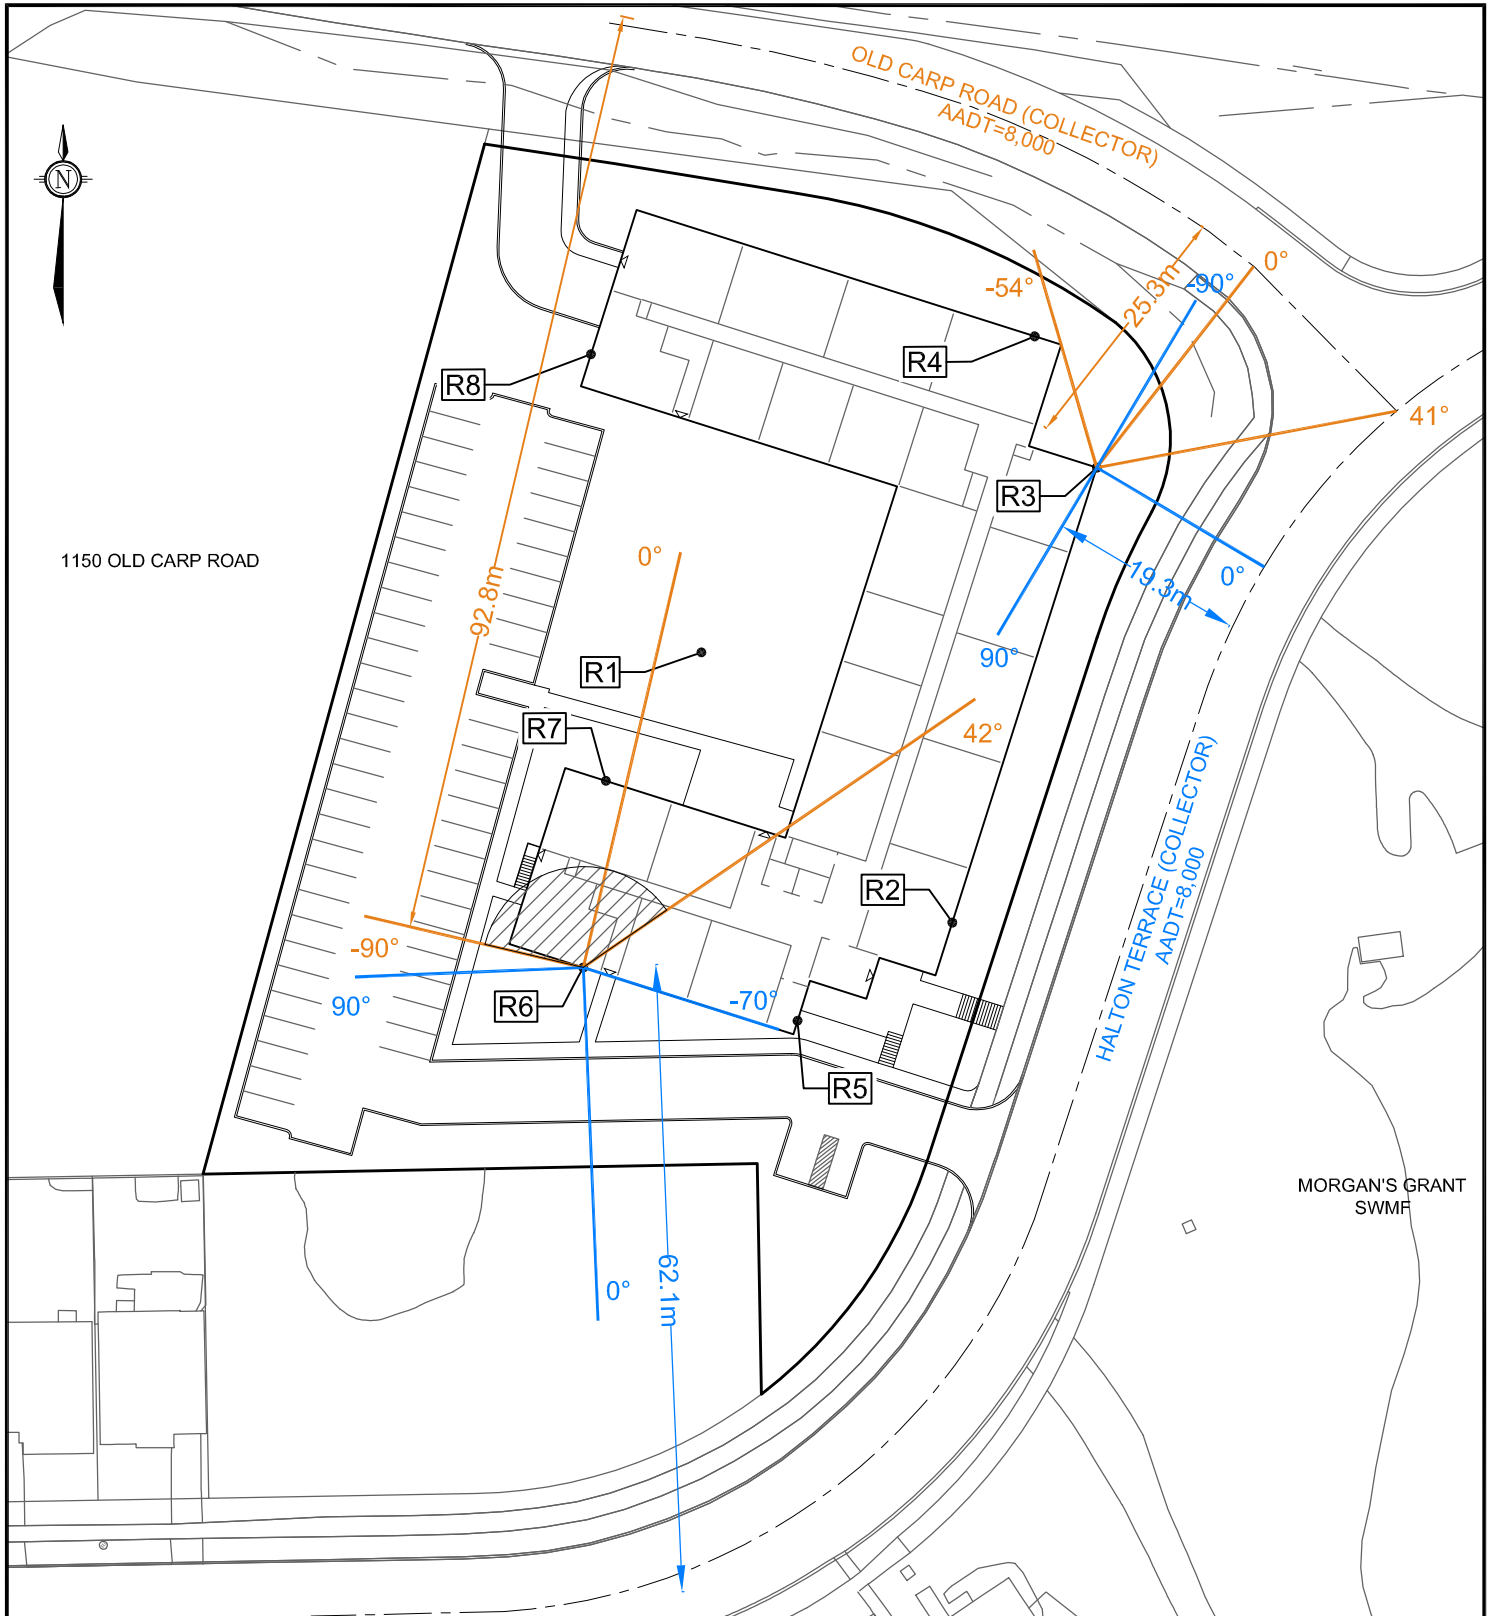 OLD CARP ROAD (COLLECTOR)
AADT=8,000
N
0°
-90°
-54°
25.3m
R4
R8
41°
R3
0°
19.3m
1150 OLD CARP ROAD
0°
92.8m
90°
R1
R7
42°
HALTON TERRACE (COLLECTOR)
AADT=8,000
R2
-90°
90°
R6
-70°
R5
MORGAN'S GRANT
SWMF
0°
62.1m